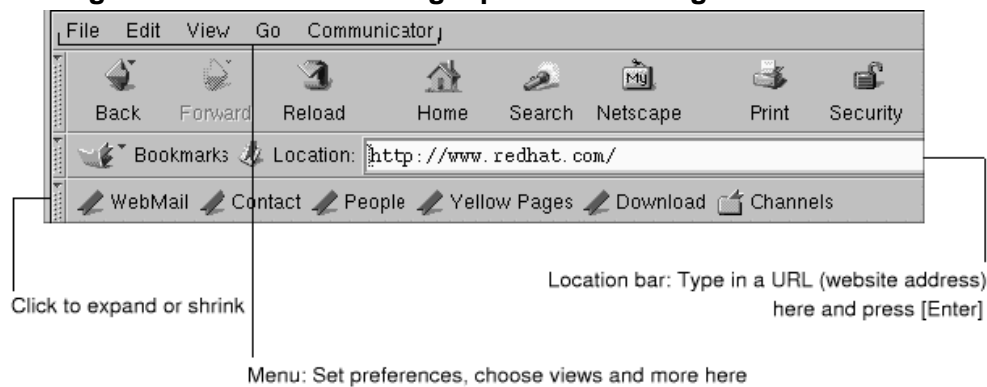 File Edit View Go Communicator
My
Back Forward Reload Home Search Netscape Print Security
Bookmarks Location: http://www.redhat.com/
WebMail Contact People Yellow Pages Download Channels
Location bar: Type in a URL (website address)
here and press [Enter]
Click to expand or shrink
Menu: Set preferences, choose views and more here